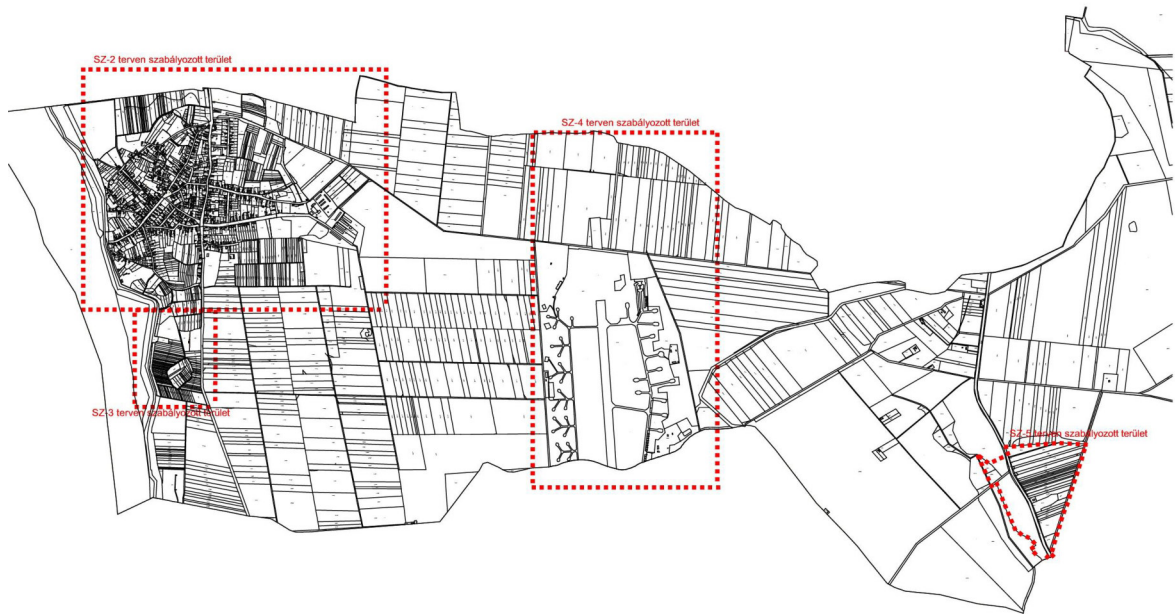 SZ-2 terven szabályozott terület
SZ-4 terven szabályozott terület
SZ-3 terven szabályozott terület
SZ-5 terven szabályozott terület